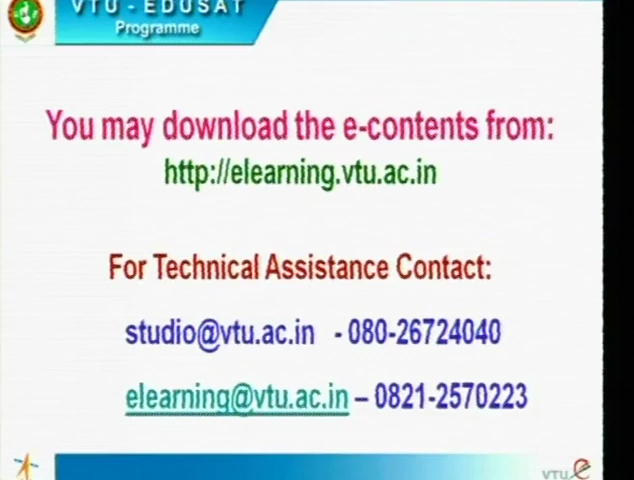 VTU - EDUSAT
Programme
You may download the e-contents from:
http://elearning.vtu.ac.in
For Technical Assistance Contact:
studio@vtu.ac.in - 080-26724040
elearning@vtu.ac.in – 0821-2570223
VTU e